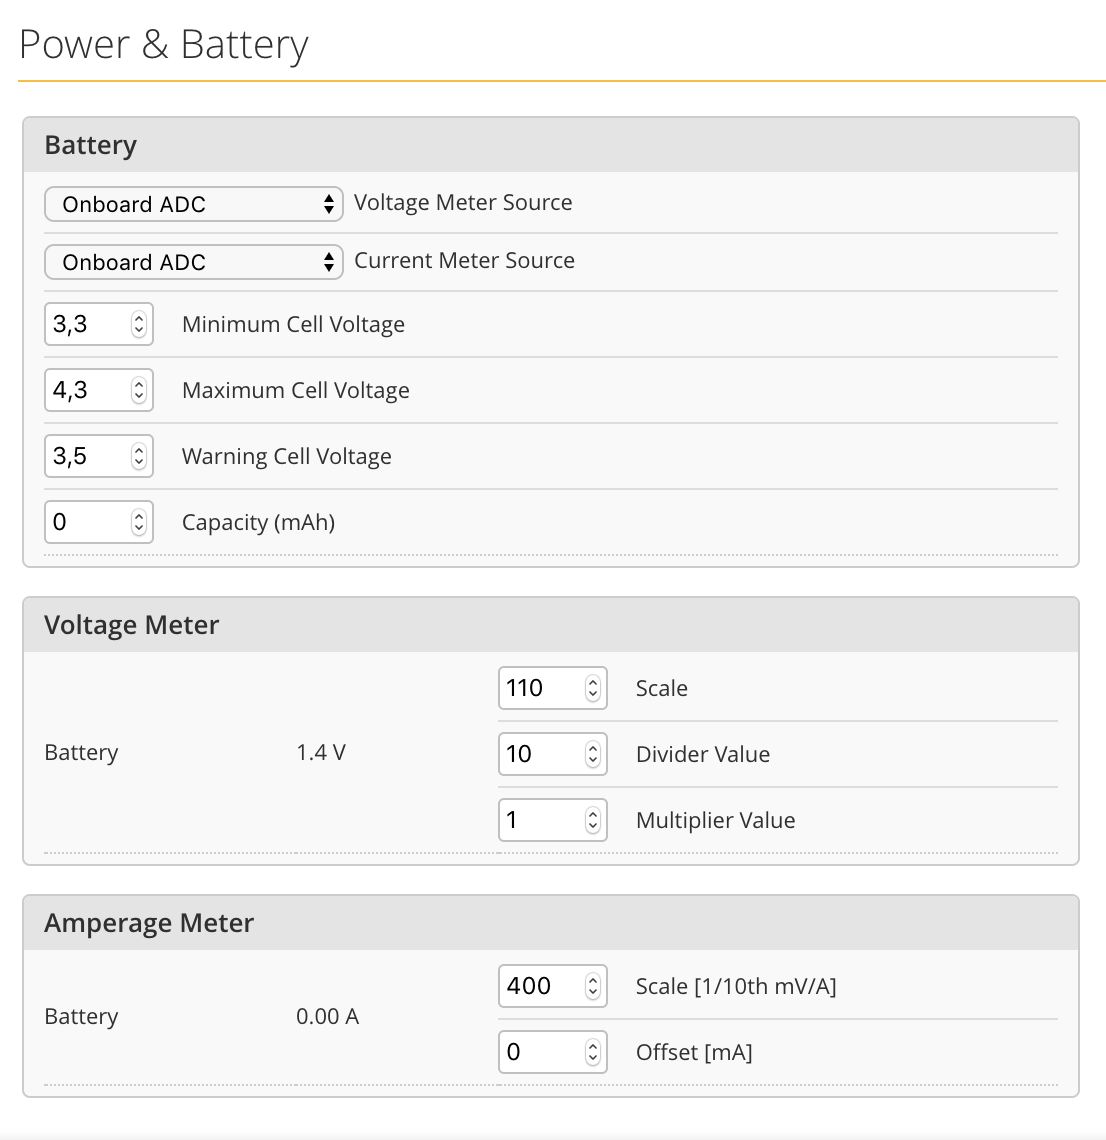 Power & Battery
Battery
Onboard ADC Voltage Meter Source
Onboard ADC Current Meter Source
3,3 Minimum Cell Voltage
4,3 Maximum Cell Voltage
3,5 Warning Cell Voltage
0 Capacity (mAh)
Voltage Meter
110 Scale
Battery 1.4 V 10 Divider Value
1 Multiplier Value
Amperage Meter
400 Scale [1/10th mV/A]
Battery 0.00 A
0 Offset [mA]